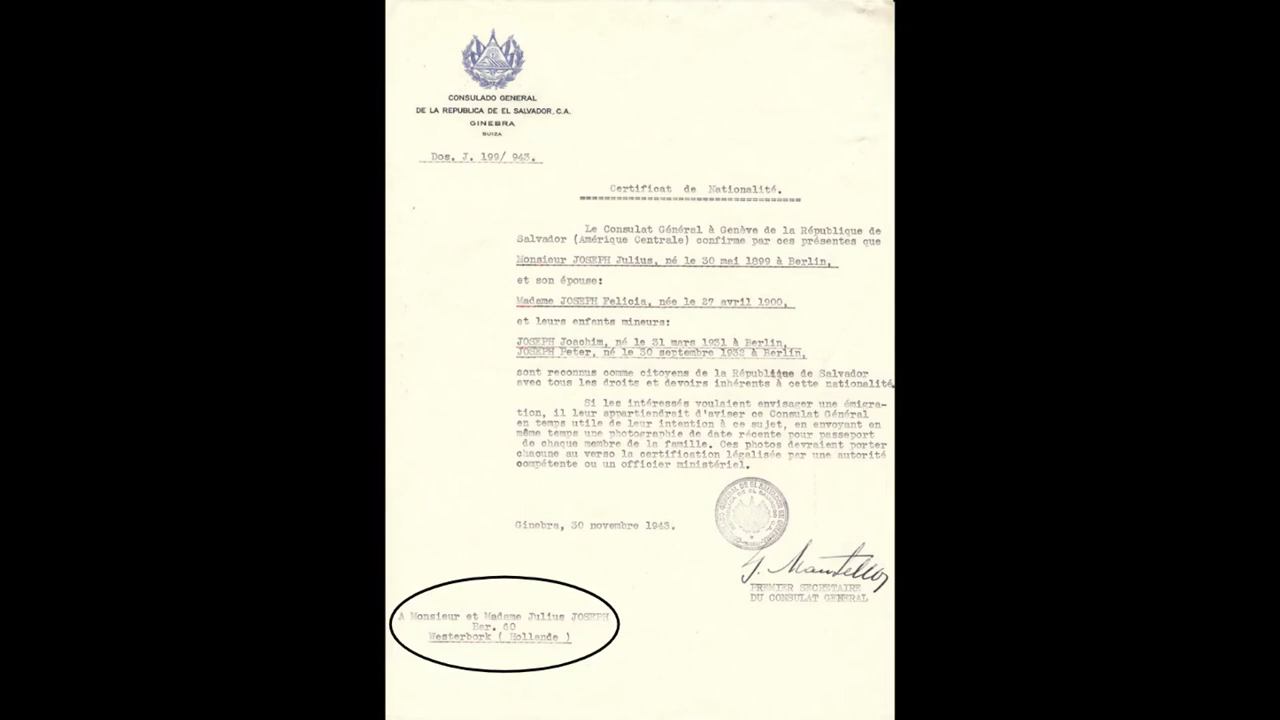 CONSULADO GENERAL
DE LA REPUBLICA DE EL SALVADOR, C.A.
GINEBRA
SUIZA
Dos. J. 199/ 943.
Certificat de Nationalité.
Le Consulat Général à Genève de la République de
Salvador (Amérique Centrale) confirme par ces présentes que
Monsieur JOSEPH Julius, né le 30 mai 1899 à Berlin,
et son épouse:
Madame JOSEPH Felicia, née le 27 avril 1900,
et leurs enfants mineurs:
JOSEPH Joachim, né le 31 mars 1931 à Berlin,
JOSEPH Peter, né le 30 septembre 1932 à Berlin,
sont reconnus comme citoyens de la République de Salvador
avec tous les droits et devoirs inhérents à cette nationalité.
Si les intéressés voulaient envisager une émigra-
tion, il leur appartiendrait d'aviser ce Consulat Général
en temps utile de leur intention à ce sujet, en envoyant en
même temps une photographie de date récente pour passeport
de chaque membre de la famille. Ces photos devraient porter
chacune au verso la certification légalisée par une autorité
compétente ou un officier ministériel.
Ginebra, 30 novembre 1943.
G. Mantello
PREMIER SECRETAIRE
DU CONSULAT GENERAL
A Monsieur et Madame Julius JOSEPH
Bar. 60
Westerbork ( Hollande )